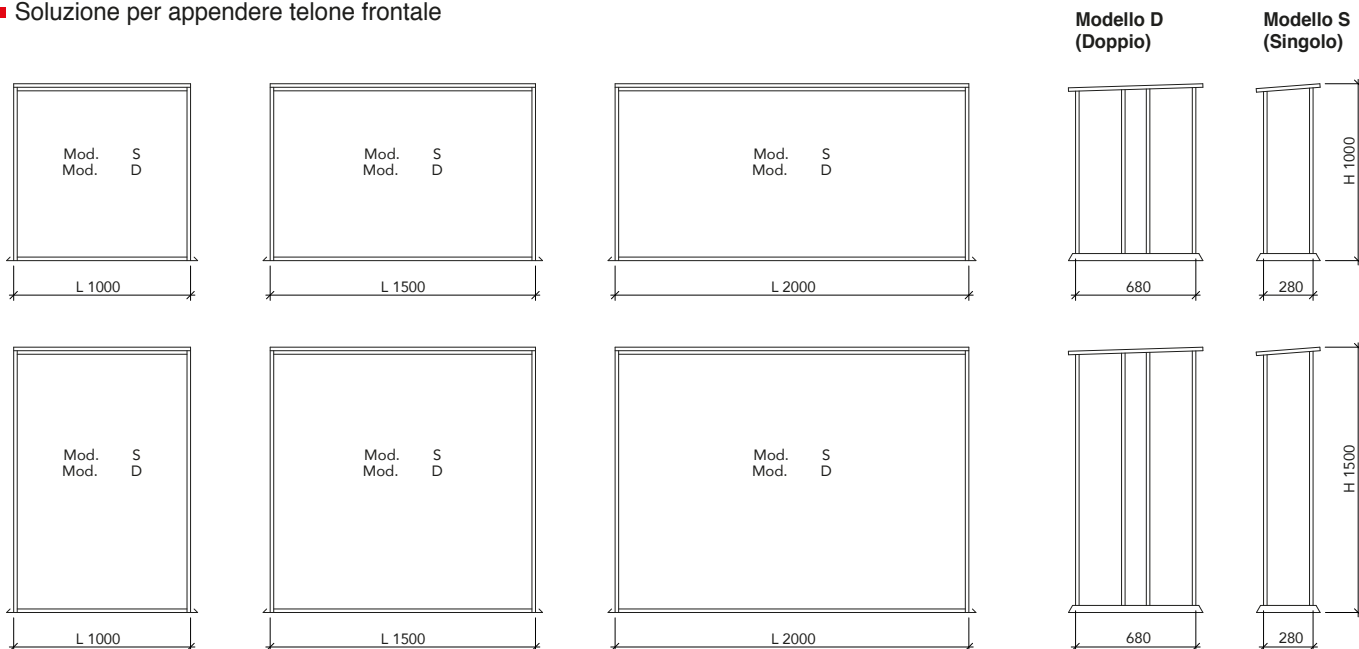 Soluzione per appendere telone frontale
Modello D
(Doppio)
Modello S
(Singolo)
Mod. S
Mod. D
Mod. S
Mod. D
Mod. S
Mod. D
H 1000
L 1000
L 1500
L 2000
680
280
Mod. S
Mod. D
Mod. S
Mod. D
Mod. S
Mod. D
H 1500
L 1000
L 1500
L 2000
680
280